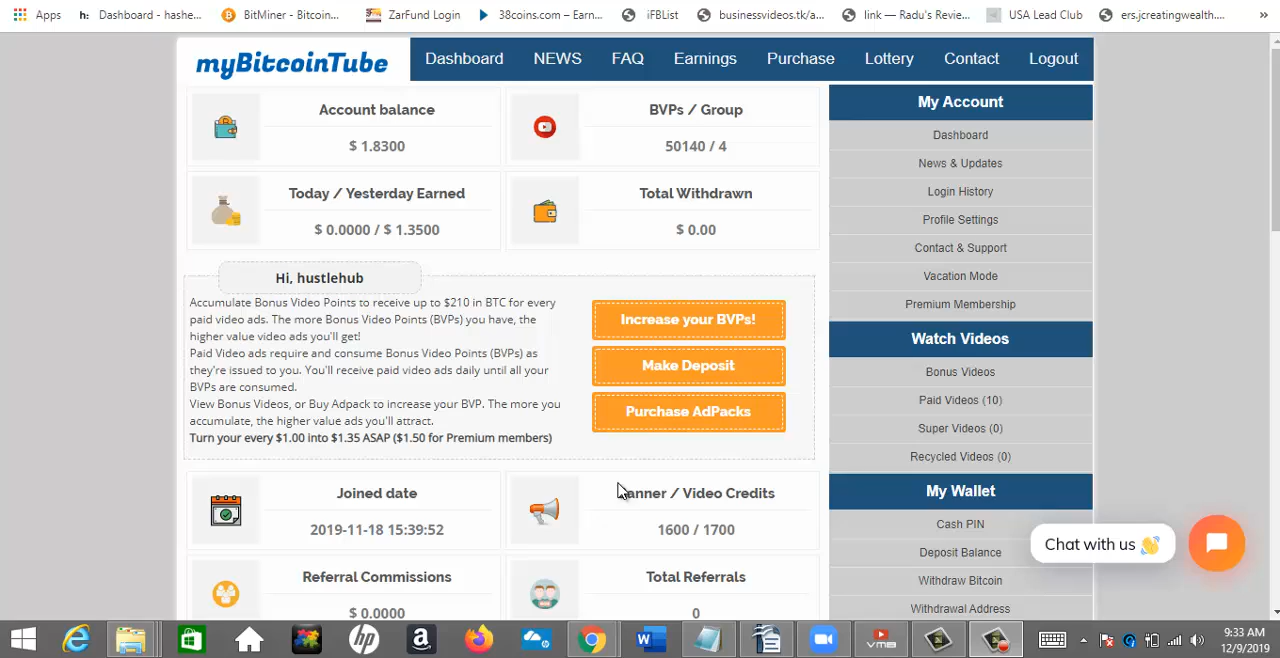 Apps
h: Dashboard - hashe...
BitMiner - Bitcoin...
ZarFund Login
38coins.com – Earn...
iFBList
businessvideos.tk/a...
link — Radu's Revie...
USA Lead Club
ers.jcreatingwealth....
»
myBitcoinTube
Dashboard
NEWS
FAQ
Earnings
Purchase
Lottery
Contact
Logout
Account balance
$ 1.8300
BVPs / Group
50140 / 4
Today / Yesterday Earned
$ 0.0000 / $ 1.3500
Total Withdrawn
$ 0.00
Hi, hustlehub
Accumulate Bonus Video Points to receive up to $210 in BTC for every
paid video ads. The more Bonus Video Points (BVPs) you have, the
higher value video ads you'll get!
Paid Video ads require and consume Bonus Video Points (BVPs) as
they're issued to you. You'll receive paid video ads daily until all your
BVPs are consumed.
View Bonus Videos, or Buy Adpack to increase your BVP. The more you
accumulate, the higher value ads you'll attract.
Turn your every $1.00 into $1.35 ASAP ($1.50 for Premium members)
Increase your BVPs!
Make Deposit
Purchase AdPacks
Joined date
2019-11-18 15:39:52
anner / Video Credits
1600 / 1700
Referral Commissions
$ 0.0000
Total Referrals
0
My Account
Dashboard
News & Updates
Login History
Profile Settings
Contact & Support
Vacation Mode
Premium Membership
Watch Videos
Bonus Videos
Paid Videos (10)
Super Videos (0)
Recycled Videos (0)
My Wallet
Cash PIN
Deposit Balance
Withdraw Bitcoin
Withdrawal Address
Chat with us 👋
9:33 AM
12/9/2019